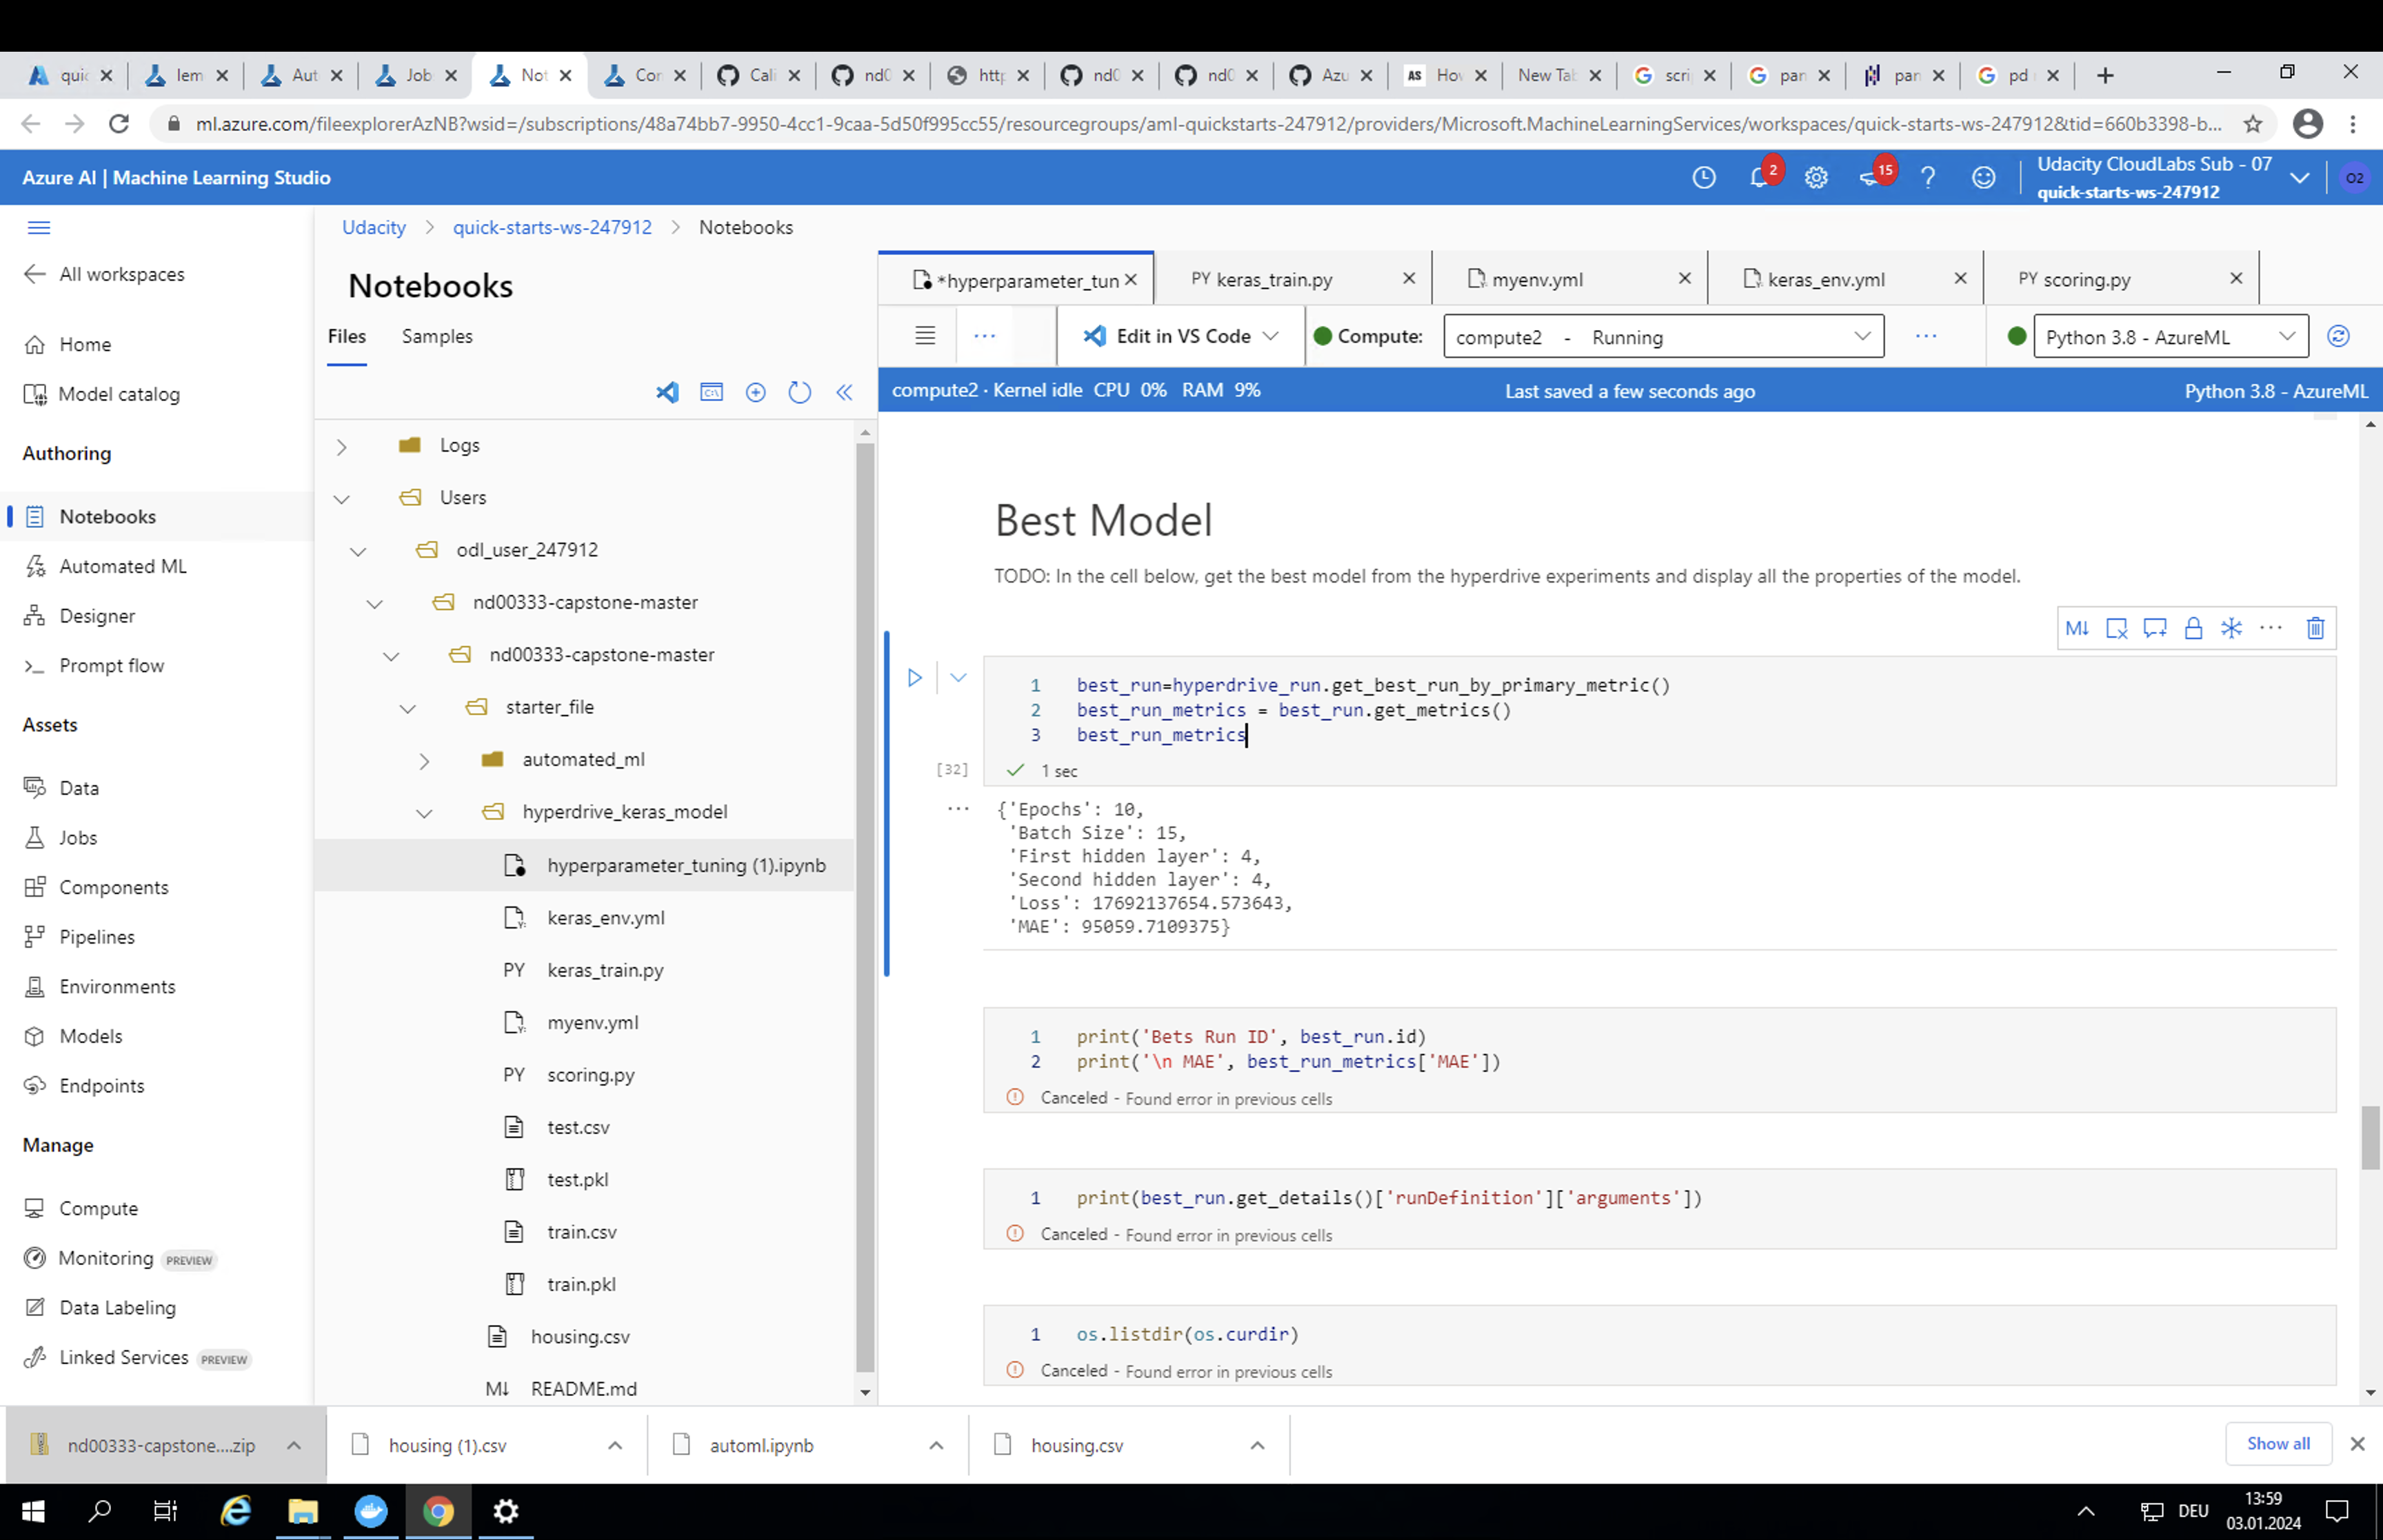 quic
lem
Aut
Job
Not
Con
Cali
nd0
http
nd0
nd0
Azu
AS
How
New Tab
scri
pan
pan
pd
ml.azure.com/fileexplorerAzNB?wsid=/subscriptions/48a74bb7-9950-4cc1-9caa-5d50f995cc55/resourcegroups/aml-quickstarts-247912/providers/Microsoft.MachineLearningServices/workspaces/quick-starts-ws-247912&tid=660b3398-b...
Azure AI | Machine Learning Studio
2
15
Udacity CloudLabs Sub - 07
quick-starts-ws-247912
O2
Udacity > quick-starts-ws-247912 > Notebooks
All workspaces
Home
Model catalog
Authoring
Notebooks
Automated ML
Designer
Prompt flow
Assets
Data
Jobs
Components
Pipelines
Environments
Models
Endpoints
Manage
Compute
Monitoring PREVIEW
Data Labeling
Linked Services PREVIEW
Notebooks
Files
Samples
Logs
Users
odl_user_247912
nd00333-capstone-master
nd00333-capstone-master
starter_file
automated_ml
hyperdrive_keras_model
hyperparameter_tuning (1).ipynb
keras_env.yml
PY keras_train.py
myenv.yml
PY scoring.py
test.csv
test.pkl
train.csv
train.pkl
housing.csv
M↓ README.md
*hyperparameter_tun
PY keras_train.py
myenv.yml
keras_env.yml
PY scoring.py
Edit in VS Code
Compute:
compute2 - Running
Python 3.8 - AzureML
compute2 · Kernel idle CPU 0% RAM 9%
Last saved a few seconds ago
Python 3.8 - AzureML
Best Model
TODO: In the cell below, get the best model from the hyperdrive experiments and display all the properties of the model.
M↓
1 best_run=hyperdrive_run.get_best_run_by_primary_metric()
2 best_run_metrics = best_run.get_metrics()
3 best_run_metrics
[32]
1 sec
{'Epochs': 10,
'Batch Size': 15,
'First hidden layer': 4,
'Second hidden layer': 4,
'Loss': 17692137654.573643,
'MAE': 95059.7109375}
1 print('Bets Run ID', best_run.id)
2 print('\n MAE', best_run_metrics['MAE'])
Canceled - Found error in previous cells
1 print(best_run.get_details()['runDefinition']['arguments'])
Canceled - Found error in previous cells
1 os.listdir(os.curdir)
Canceled - Found error in previous cells
nd00333-capstone....zip
housing (1).csv
automl.ipynb
housing.csv
Show all
DEU
13:59
03.01.2024